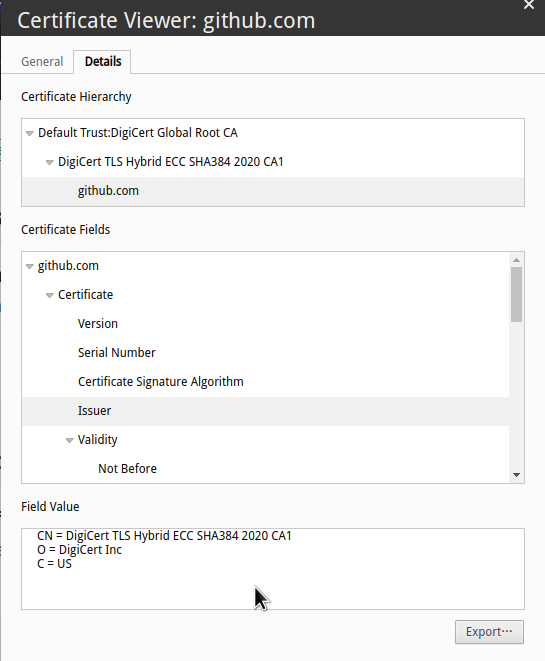 Certificate Viewer: github.com
General
Details
Certificate Hierarchy
Default Trust:DigiCert Global Root CA
DigiCert TLS Hybrid ECC SHA384 2020 CA1
github.com
Certificate Fields
github.com
Certificate
Version
Serial Number
Certificate Signature Algorithm
Issuer
Validity
Not Before
Field Value
CN = DigiCert TLS Hybrid ECC SHA384 2020 CA1
O = DigiCert Inc
C = US
Export⋯